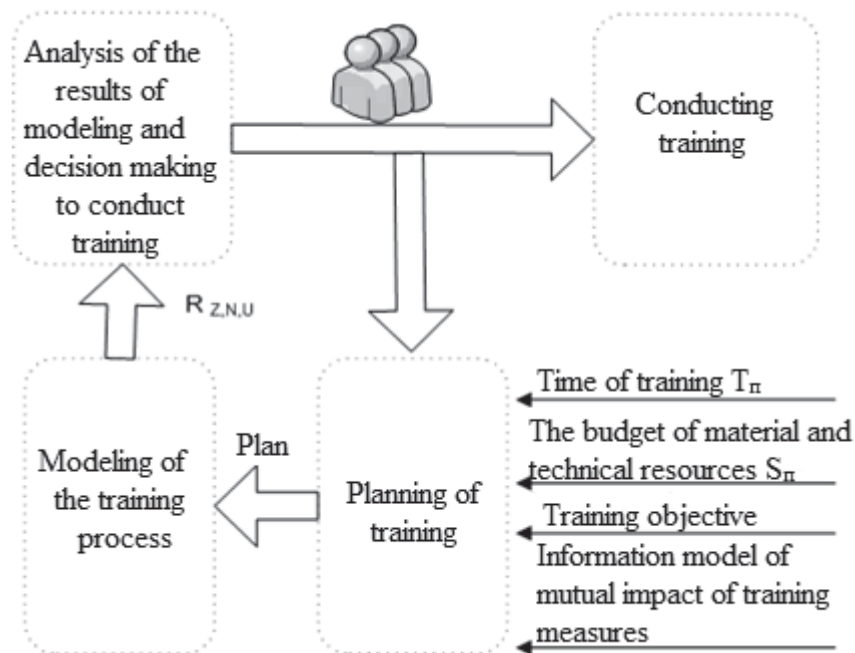 Analysis of the
results of
modeling and
decision making
to conduct
training
Conducting
training
R Z,N,U
Modeling of
the training
process
Plan
Planning of
training
Time of training Tπ
The budget of material and
technical resources Sπ
Training objective
Information model of
mutual impact of training
measures